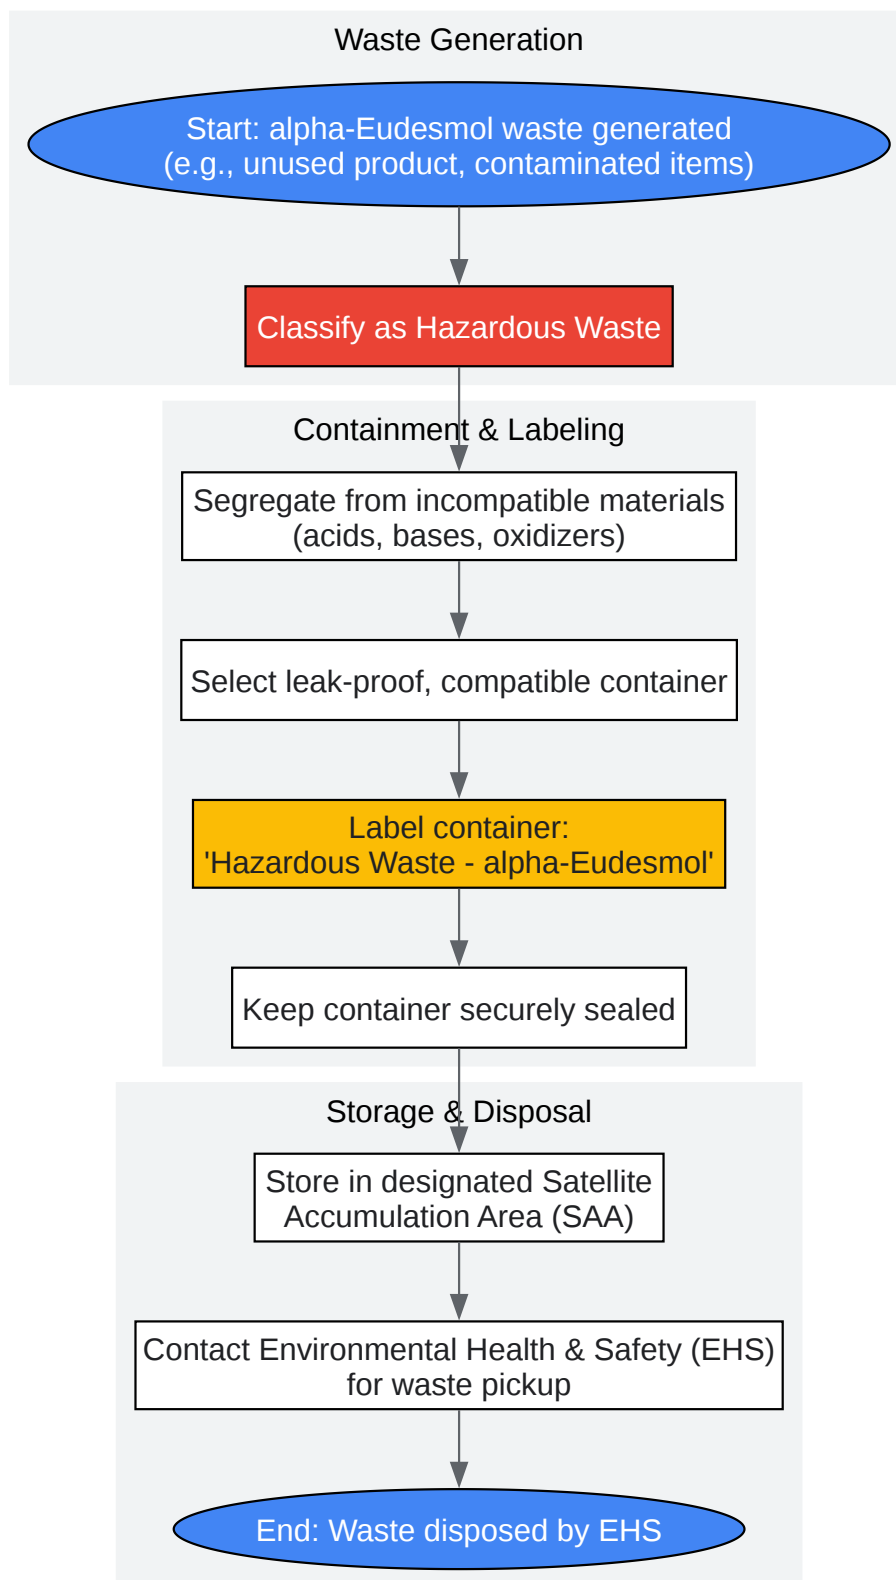 Waste Generation
Start: alpha-Eudesmol waste generated
(e.g., unused product, contaminated items)
Classify as Hazardous Waste
Containment & Labeling
Segregate from incompatible materials
(acids, bases, oxidizers)
Select leak-proof, compatible container
Label container:
'Hazardous Waste - alpha-Eudesmol'
Keep container securely sealed
Storage & Disposal
Store in designated Satellite
Accumulation Area (SAA)
Contact Environmental Health & Safety (EHS)
for waste pickup
End: Waste disposed by EHS